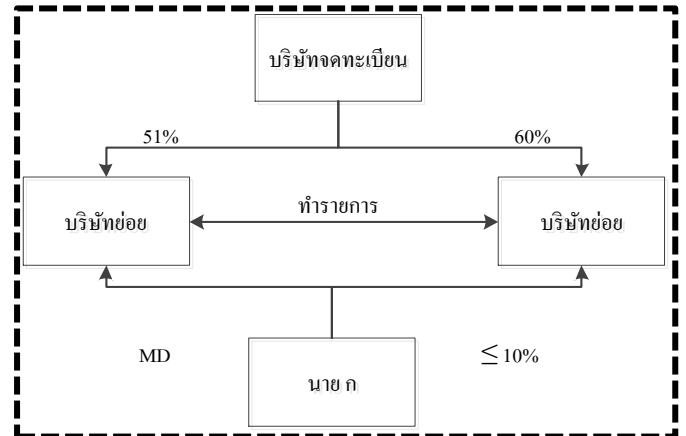 บริษัทจดทะเบียน
51%
60%
บริษัทย่อย
ทำรายการ
บริษัทย่อย
MD
≤ 10%
นาย ก